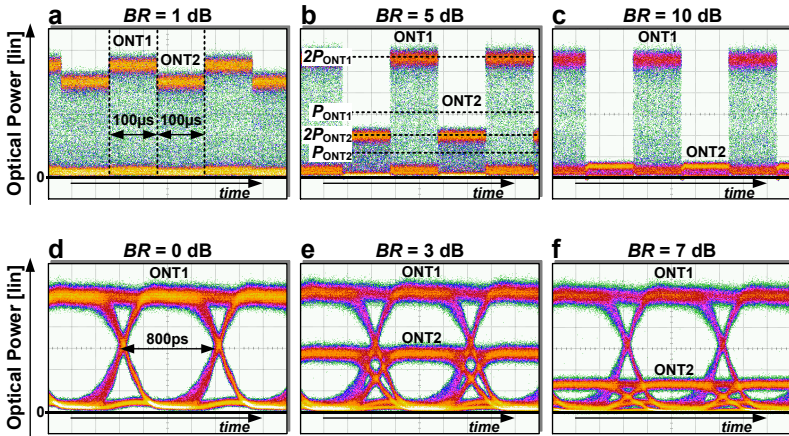 a
BR = 1 dB
b
BR = 5 dB
c
BR = 10 dB
Optical Power [lin]
ONT1
ONT2
100µs
100µs
0
time
ONT1
2PONT1
PONT1
ONT2
2PONT2
PONT2
time
ONT1
ONT2
time
d
BR = 0 dB
e
BR = 3 dB
f
BR = 7 dB
Optical Power [lin]
ONT1
800ps
0
time
ONT1
ONT2
time
ONT1
ONT2
time